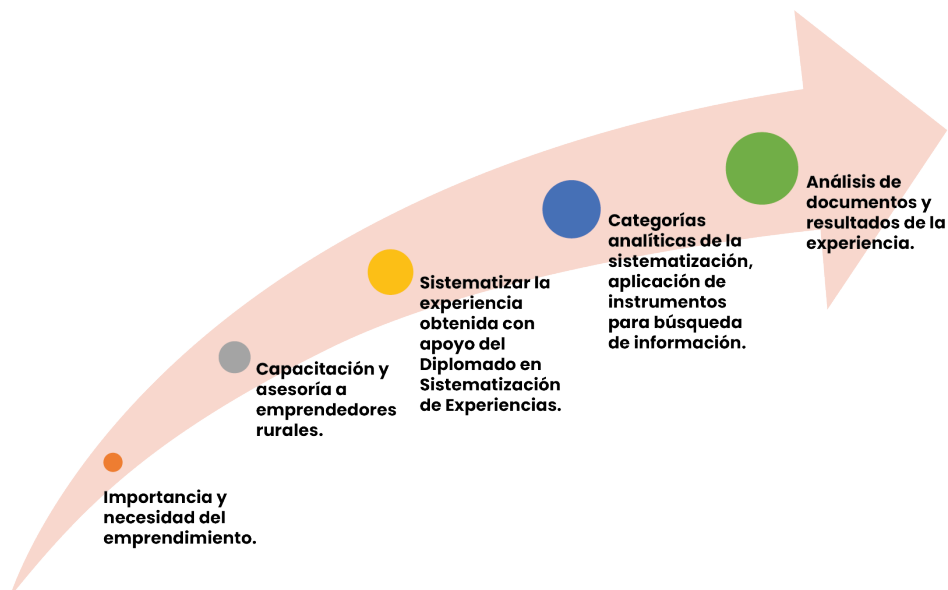 Importancia y
necesidad del
emprendimiento.
Capacitación y
asesoría a
emprendedores
rurales.
Sistematizar la
experiencia
obtenida con
apoyo del
Diplomado en
Sistematización
de Experiencias.
Categorías
analíticas de la
sistematización,
aplicación de
instrumentos
para búsqueda
de información.
Análisis de
documentos y
resultados de la
experiencia.